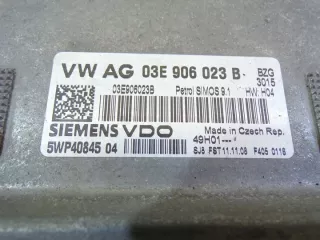 VW AG 03E 906 023 B - BZG
3015
03E906023B Petrol SIMOS 9.1 HW: H04
SIEMENS VDO Made in Czech Rep.
5WP40845 04 49H01----
SJ8 FST 11.11.08 F405 0118